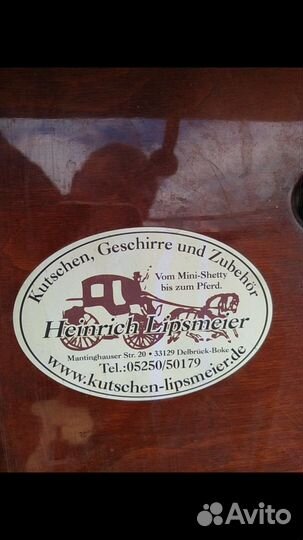 Kutschen, Geschirre und Zubehör
Vom Mini-Shetty
bis zum Pferd.
Heinrich Lipsmeier
Mantinghauser Str. 20 • 33129 Delbrück-Boke
Tel.:05250/50179
www.kutschen-lipsmeier.de
Avito